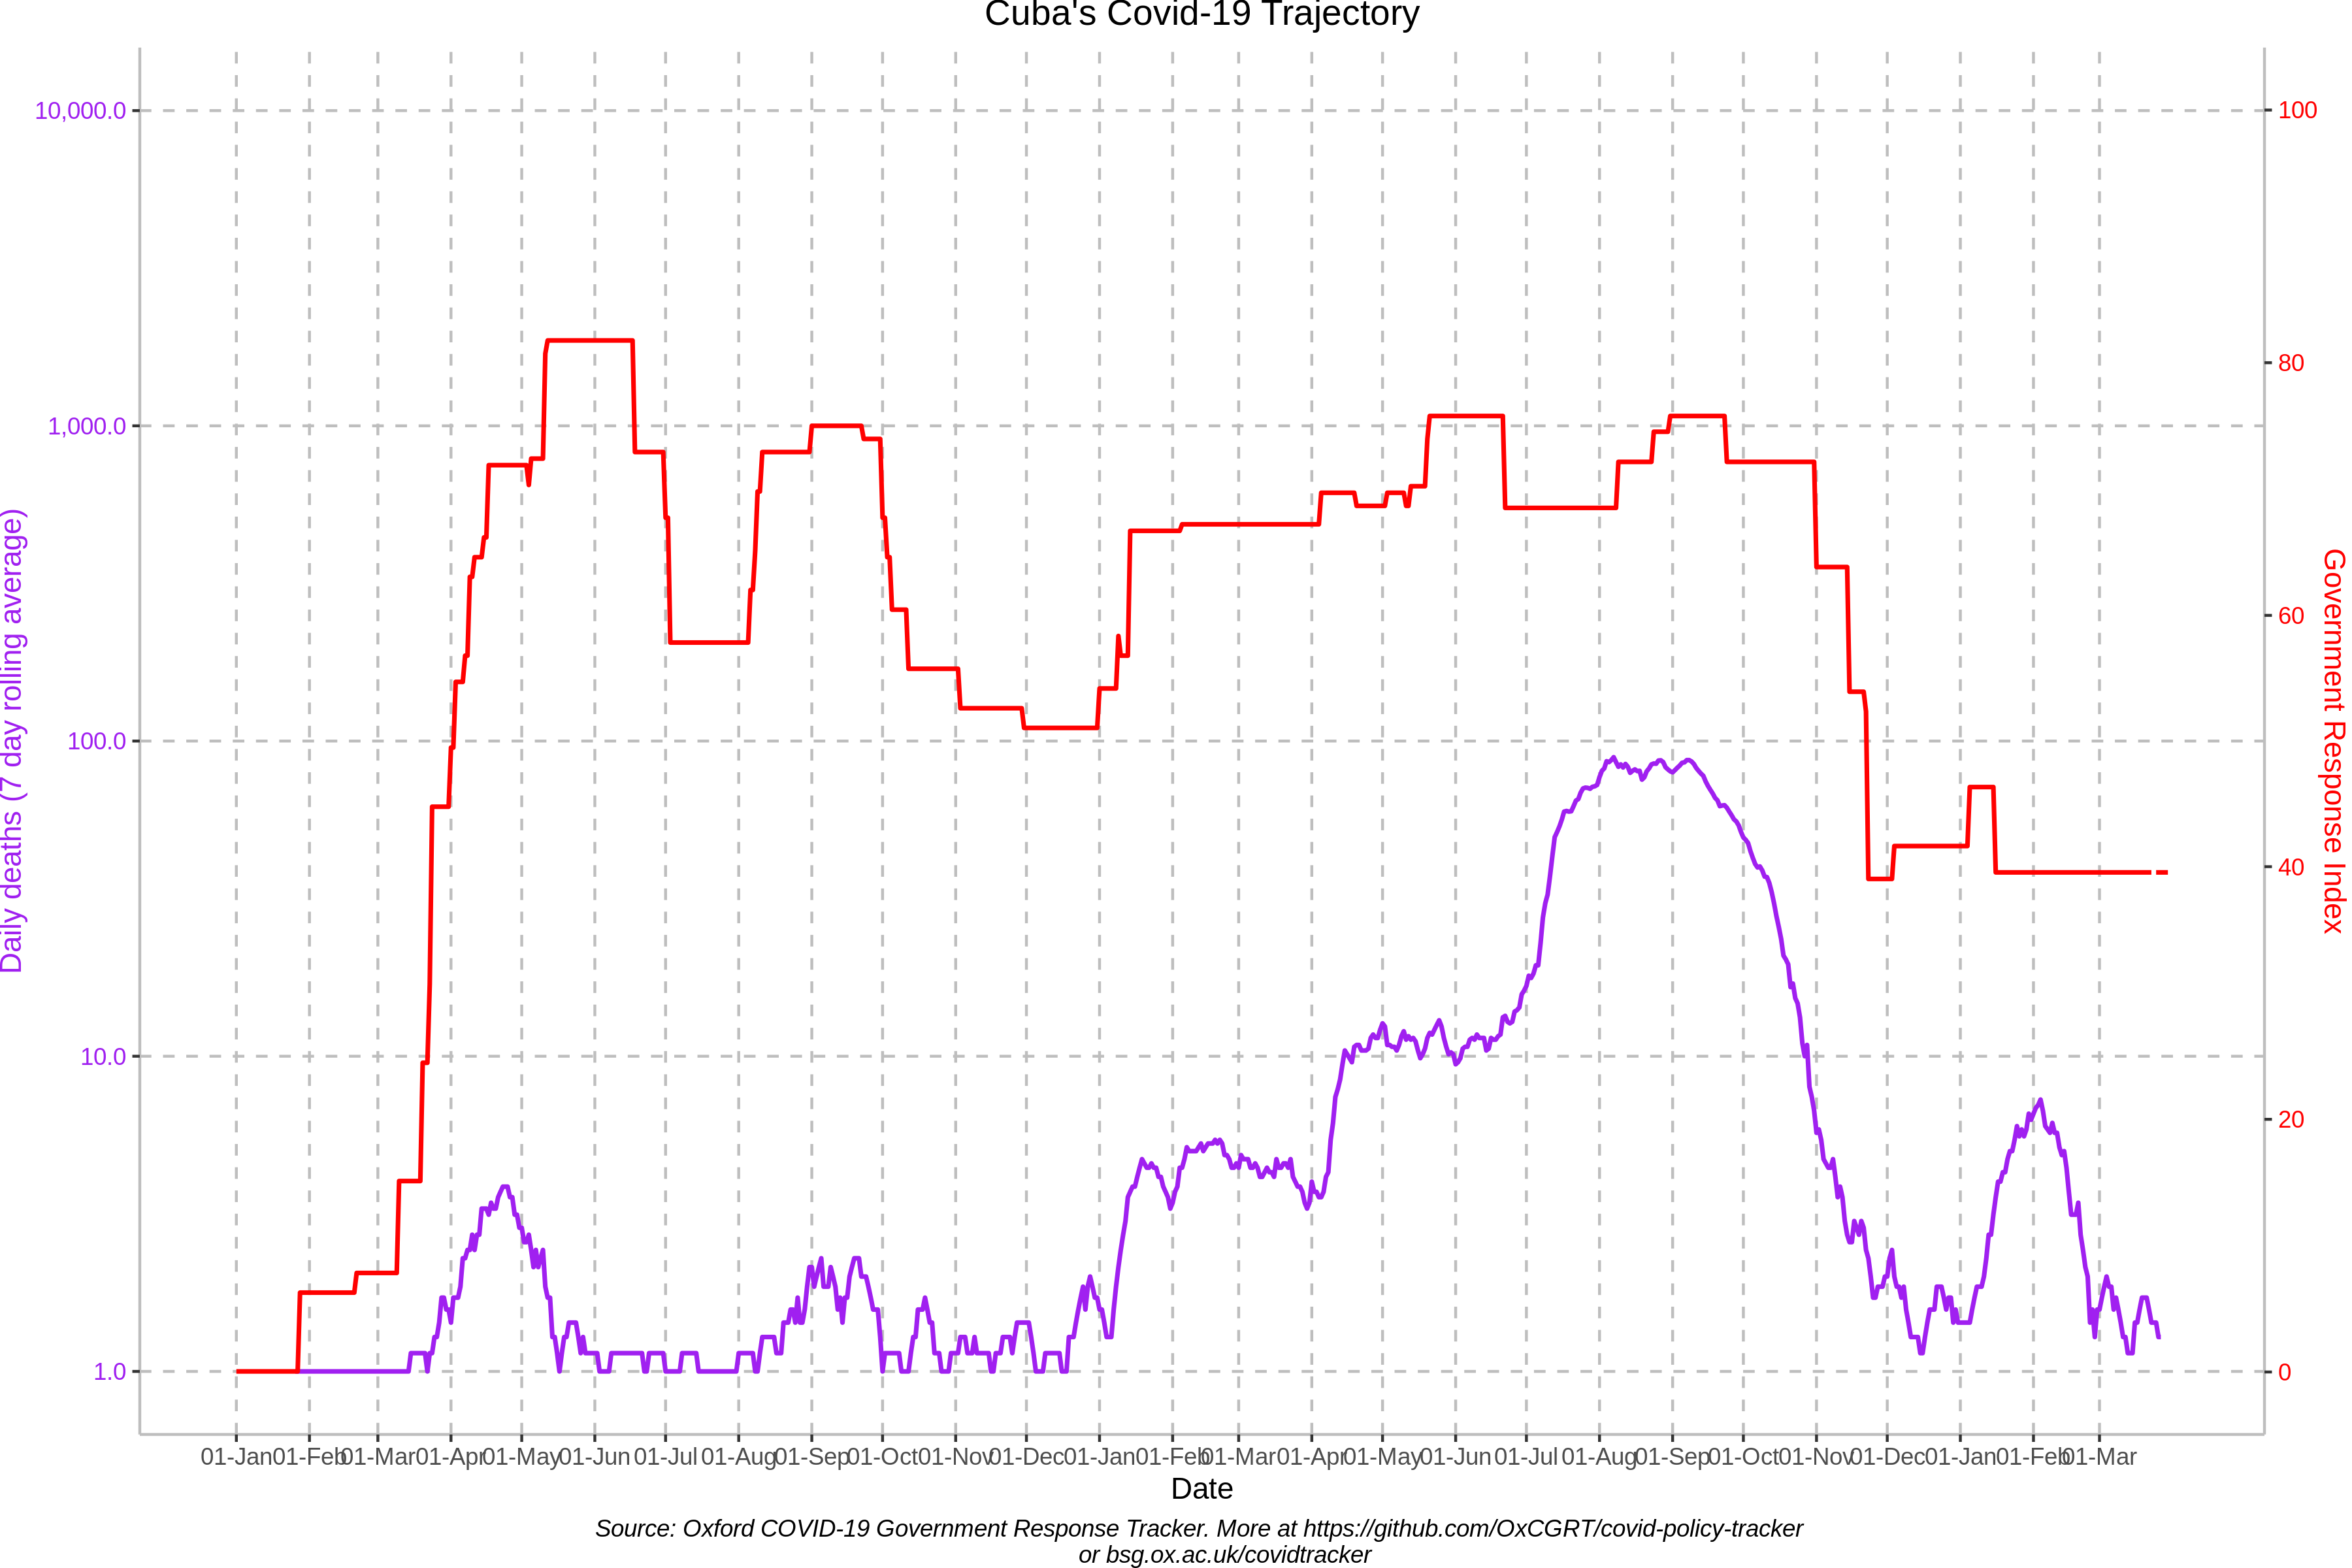 Cuba's Covid-19 Trajectory
10,000.0
1,000.0
100.0
10.0
1.0
Daily deaths (7 day rolling average)
100
80
60
40
20
0
Government Response Index
01-Jan 01-Feb 01-Mar 01-Apr 01-May 01-Jun 01-Jul 01-Aug 01-Sep 01-Oct 01-Nov 01-Dec 01-Jan 01-Feb 01-Mar 01-Apr 01-May 01-Jun 01-Jul 01-Aug 01-Sep 01-Oct 01-Nov 01-Dec 01-Jan 01-Feb 01-Mar
Date
Source: Oxford COVID-19 Government Response Tracker. More at https://github.com/OxCGRT/covid-policy-tracker
or bsg.ox.ac.uk/covidtracker